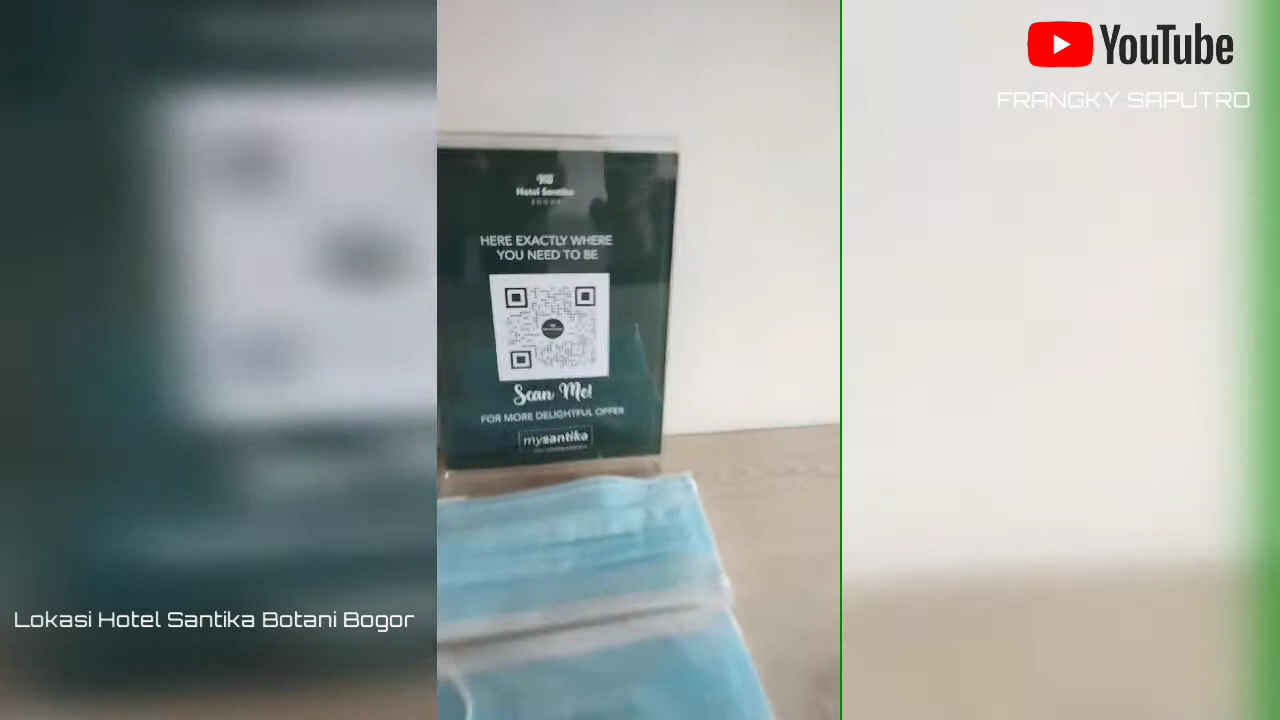 YouTube
FRANGKY SAPUTRO
Hotel Santika
BOGOR
HERE EXACTLY WHERE
YOU NEED TO BE
Scan Me!
FOR MORE DELIGHTFUL OFFER
mysantika
Lokasi Hotel Santika Botani Bogor